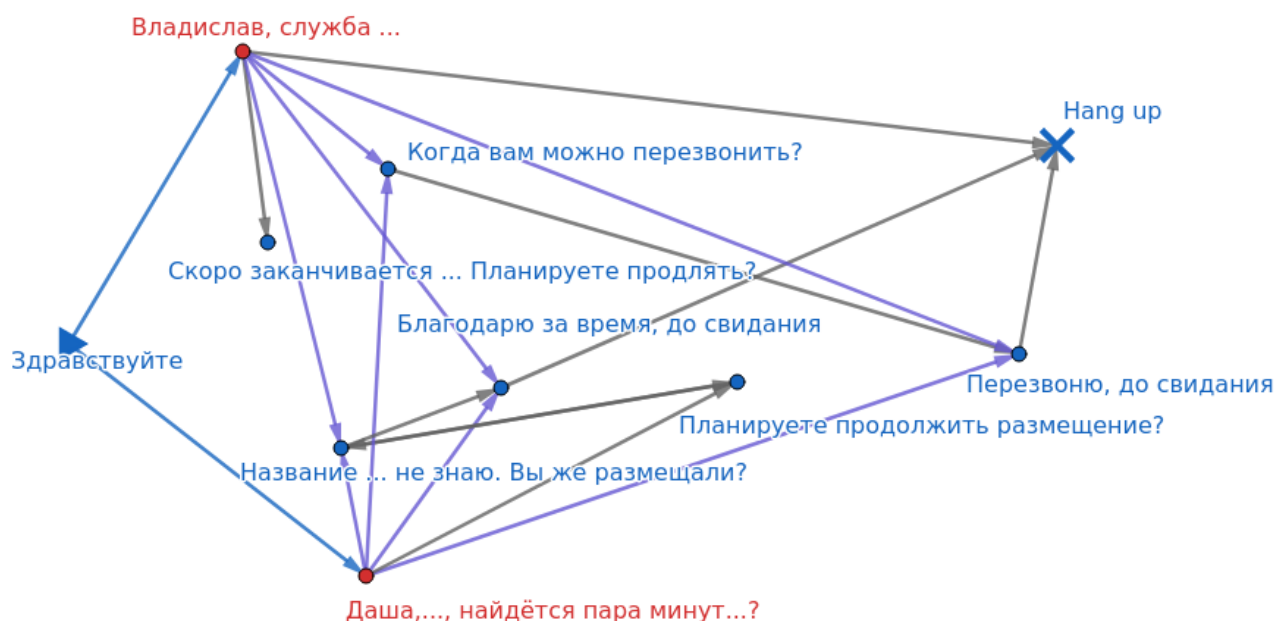 Владислав, служба ...
Hang up
Когда вам можно перезвонить?
Скоро заканчивается ... Планируете продлять?
Благодарю за время, до свидания
Здравствуйте
Перезвоню, до свидания
Планируете продолжить размещение?
Название ... не знаю. Вы же размещали?
Даша,..., найдётся пара минут...?